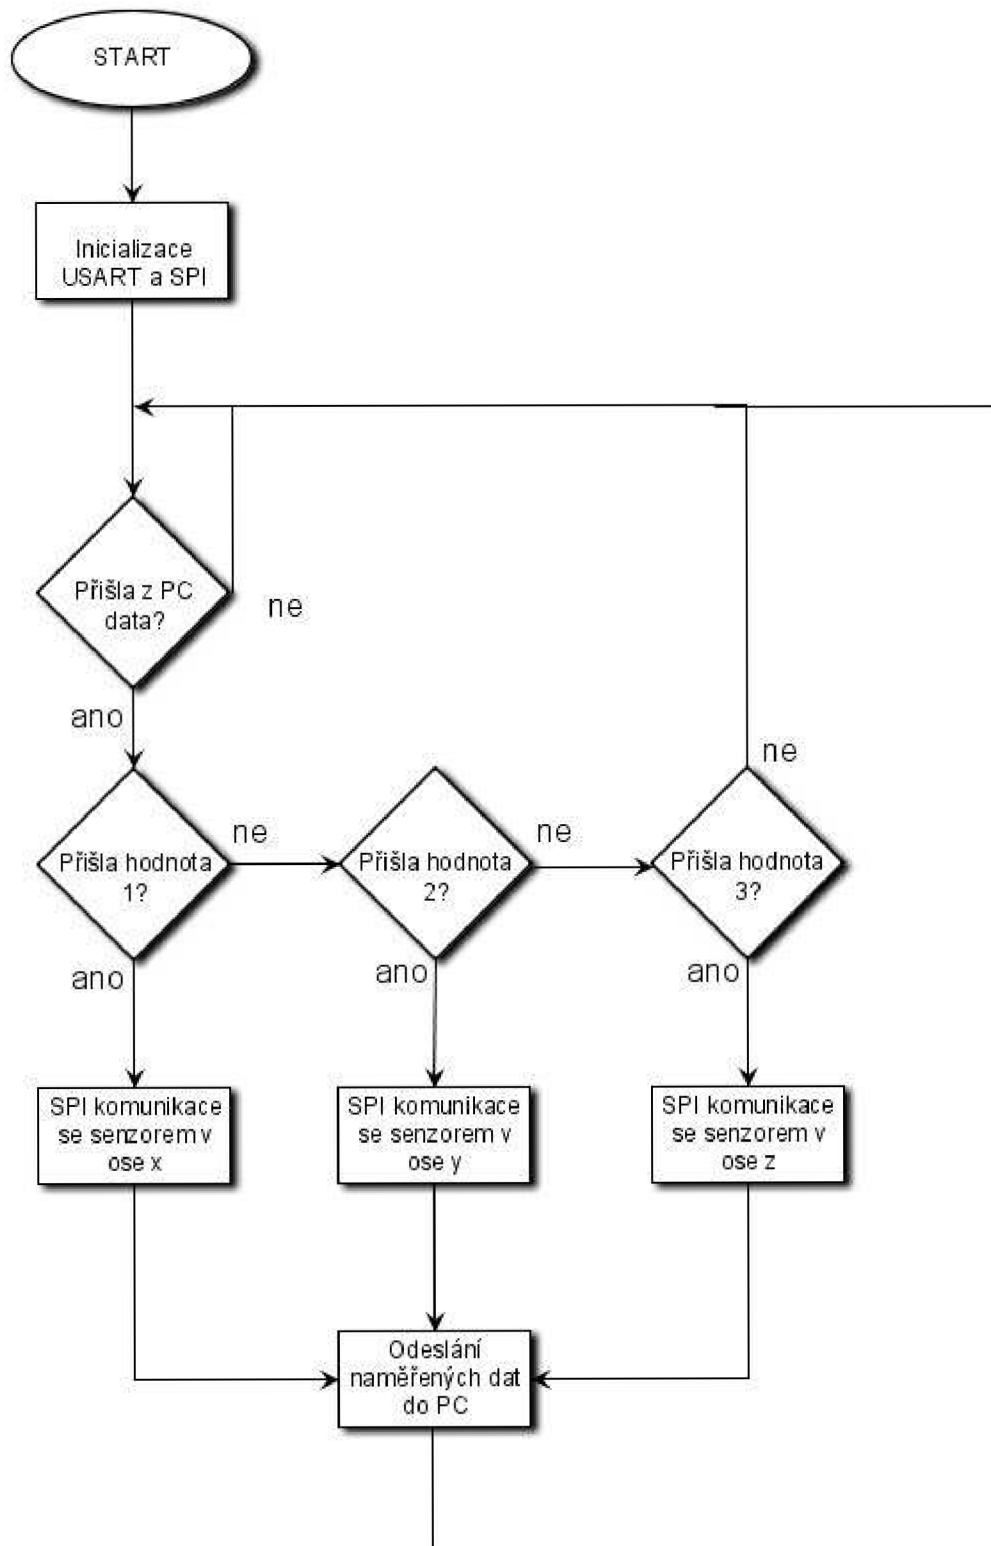 START
Inicializace
USART a SPI
Přišla z PC
data?
ne
ano
Přišla hodnota
1?
ne
Přišla hodnota
2?
ne
Přišla hodnota
3?
ne
ano
ano
ano
SPI komunikace
se senzorem v
ose x
SPI komunikace
se senzorem v
ose y
SPI komunikace
se senzorem v
ose z
Odeslání
naměřených dat
do PC